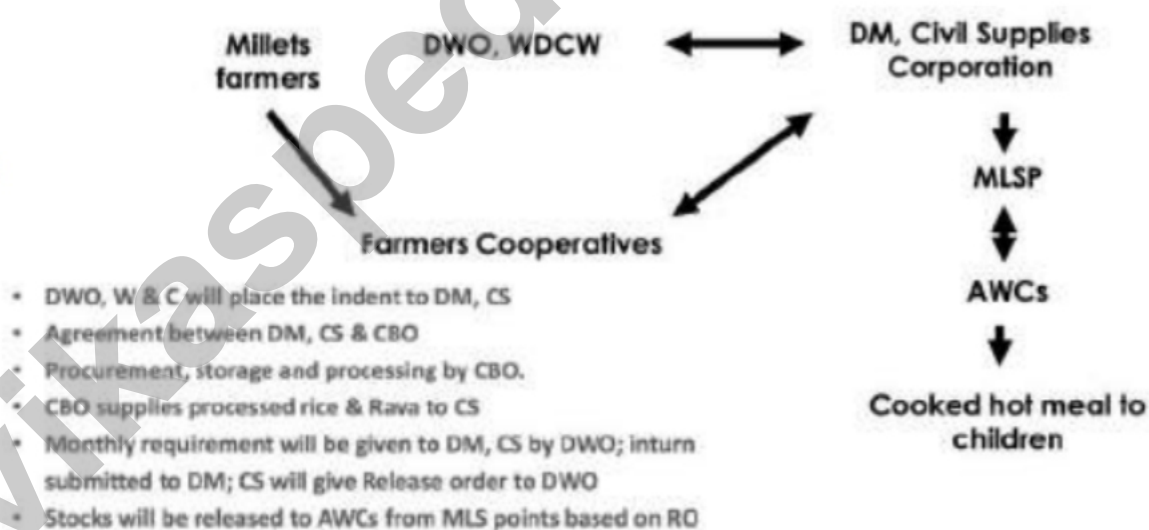 Millets
farmers
DWO, WDCW
DM, Civil Supplies
Corporation
MLSP
Farmers Cooperatives
AWCs
Cooked hot meal to
children
• DWO, W & C will place the indent to DM, CS
• Agreement between DM, CS & CBO
• Procurement, storage and processing by CBO.
• CBO supplies processed rice & Rava to CS
• Monthly requirement will be given to DM, CS by DWO; inturn
submitted to DM; CS will give Release order to DWO
• Stocks will be released to AWCs from MLS points based on RO
vikasped